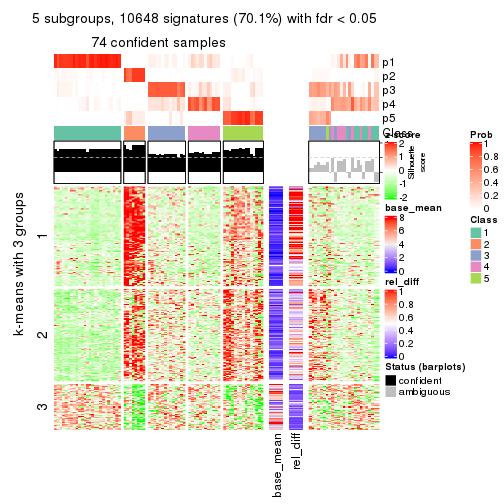 5 subgroups, 10648 signatures (70.1%) with fdr < 0.05
74 confident samples
p1
p2
p3
p4
p5
Class
z-score
2
1
0
-1
-2
Silhouette
score
k-means with 3 groups
1
2
3
base_mean
rel_diff
base_mean
8
6
4
2
0
rel_diff
1
0.8
0.6
0.4
0.2
0
Status (barplots)
confident
ambiguous
Prob
1
0.8
0.6
0.4
0.2
0
Class
1
2
3
4
5